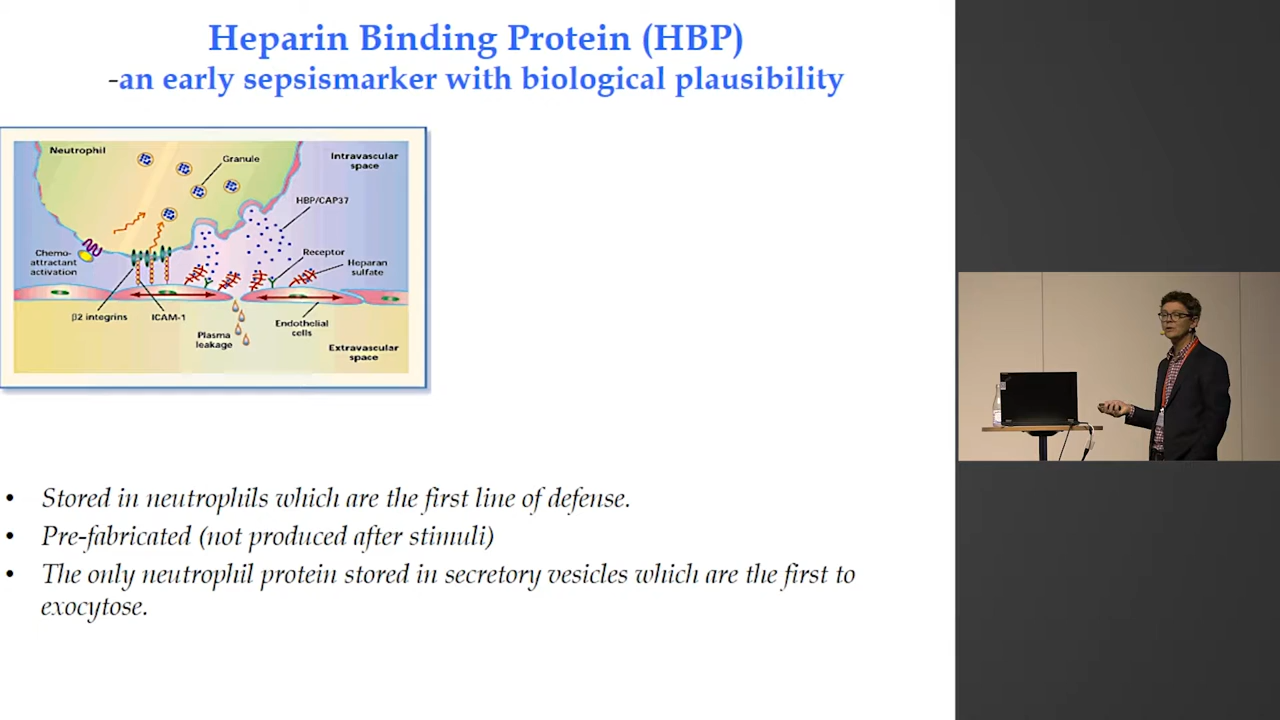 Heparin Binding Protein (HBP)
-an early sepsismarker with biological plausibility
Neutrophil
Granule
Intravascular
space
HBP/CAP37
Chemo-
attractant
activation
Receptor
Heparan
sulfate
β2 integrins
ICAM-1
Plasma
leakage
Endothelial
cells
Extravascular
space
• Stored in neutrophils which are the first line of defense.
• Pre-fabricated (not produced after stimuli)
• The only neutrophil protein stored in secretory vesicles which are the first to
exocytose.